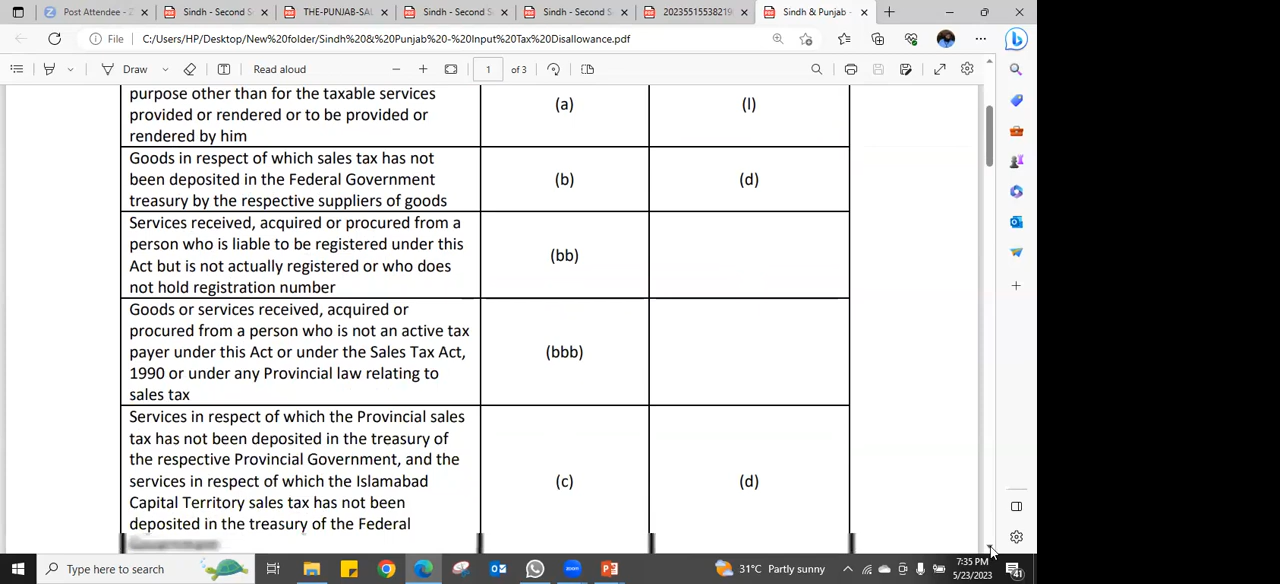 Post Attendee - Z
Sindh - Second S
THE-PUNJAB-SAL
Sindh - Second S
Sindh - Second S
20235515538219
Sindh & Punjab -
File
C:/Users/HP/Desktop/New%20folder/Sindh%20&%20Punjab%20-%20Input%20Tax%20Disallowance.pdf
Draw
Read aloud
1
of 3
purpose other than for the taxable services
provided or rendered or to be provided or
rendered by him
(a)
(l)
Goods in respect of which sales tax has not
been deposited in the Federal Government
treasury by the respective suppliers of goods
(b)
(d)
Services received, acquired or procured from a
person who is liable to be registered under this
Act but is not actually registered or who does
not hold registration number
(bb)
Goods or services received, acquired or
procured from a person who is not an active tax
payer under this Act or under the Sales Tax Act,
1990 or under any Provincial law relating to
sales tax
(bbb)
Services in respect of which the Provincial sales
tax has not been deposited in the treasury of
the respective Provincial Government, and the
services in respect of which the Islamabad
Capital Territory sales tax has not been
deposited in the treasury of the Federal
(c)
(d)
Type here to search
31°C Partly sunny
7:35 PM
5/23/2023
41